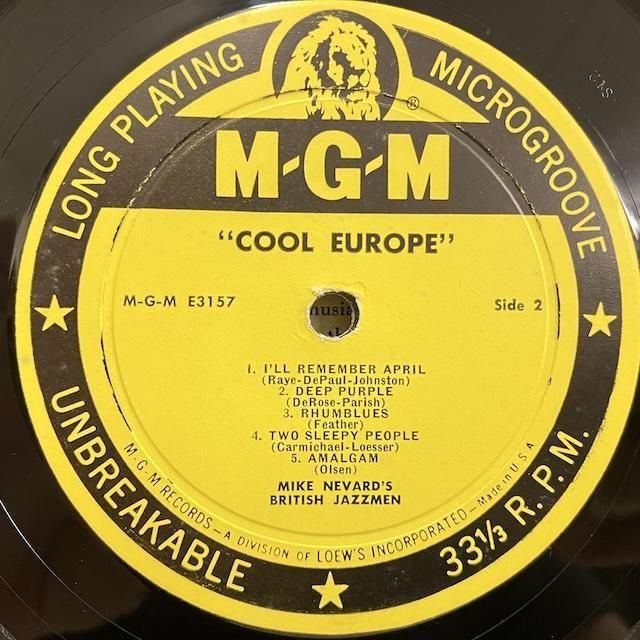 LONG PLAYING
MICROGROOVE
®
M-G-M
"COOL EUROPE"
M-G-M E3157
Side 2
1. I'LL REMEMBER APRIL
(Raye-DePaul-Johnston)
2. DEEP PURPLE
(DeRose-Parish)
3. RHUMBLUES
(Feather)
4. TWO SLEEPY PEOPLE
(Carmichael-Loesser)
5. AMALGAM
(Olsen)
MIKE NEVARD'S
BRITISH JAZZMEN
M-G-M RECORDS—A DIVISION OF LOEW'S INCORPORATED—Made in U S A
UNBREAKABLE
33⅓ R.P.M.